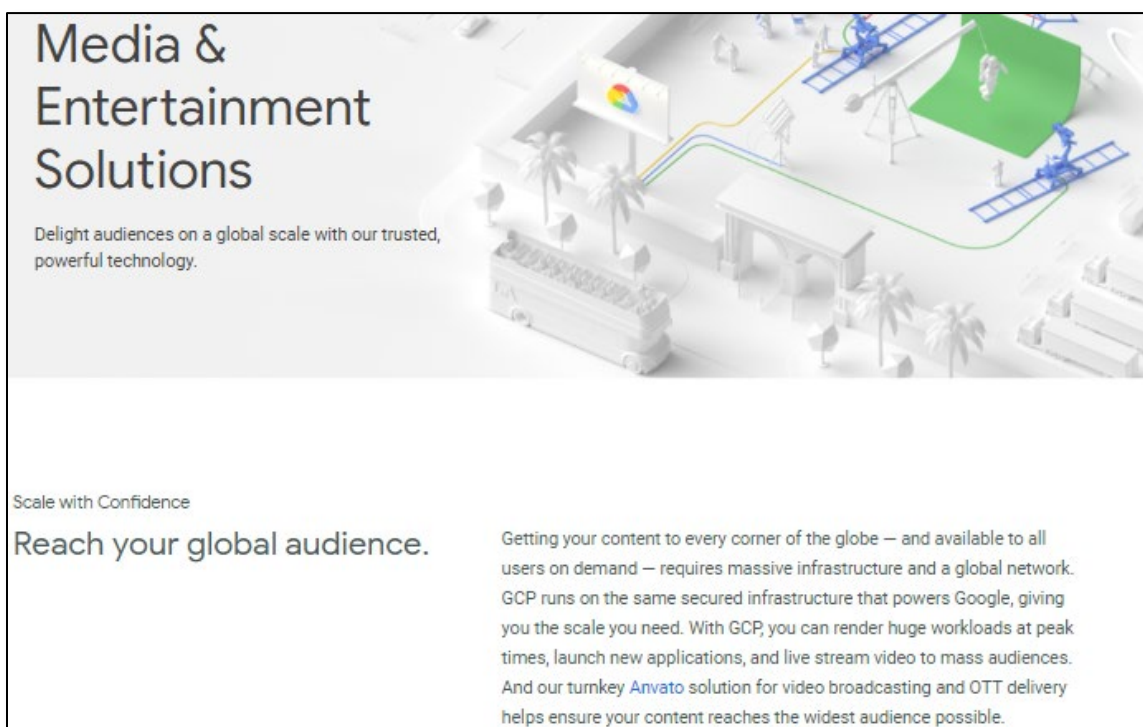 Media &
Entertainment
Solutions
Delight audiences on a global scale with our trusted,
powerful technology.
Scale with Confidence
Reach your global audience.
Getting your content to every corner of the globe — and available to all
users on demand — requires massive infrastructure and a global network.
GCP runs on the same secured infrastructure that powers Google, giving
you the scale you need. With GCP, you can render huge workloads at peak
times, launch new applications, and live stream video to mass audiences.
And our turnkey Anvato solution for video broadcasting and OTT delivery
helps ensure your content reaches the widest audience possible.